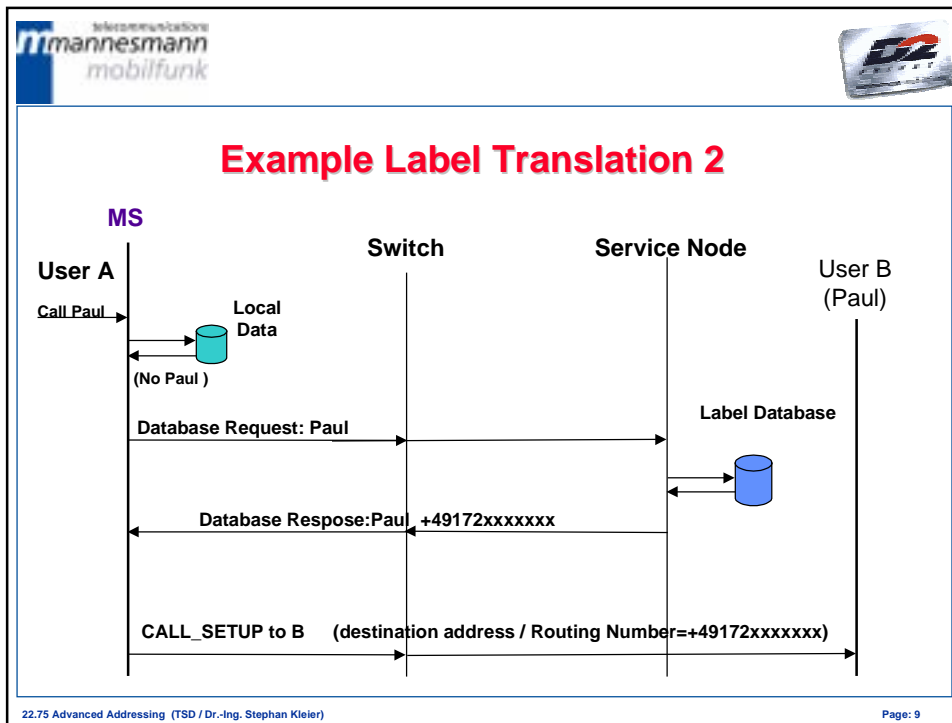 telecommunications
mannesmann
mobilfunk
D2
Example Label Translation 2
MS
Switch
Service Node
User A
User B
(Paul)
Call Paul
Local
Data
(No Paul )
Label Database
Database Request: Paul
Database Respose:Paul +49172xxxxxxx
CALL_SETUP to B (destination address / Routing Number=+49172xxxxxxx)
22.75 Advanced Addressing (TSD / Dr.-Ing. Stephan Kleier)
Page: 9